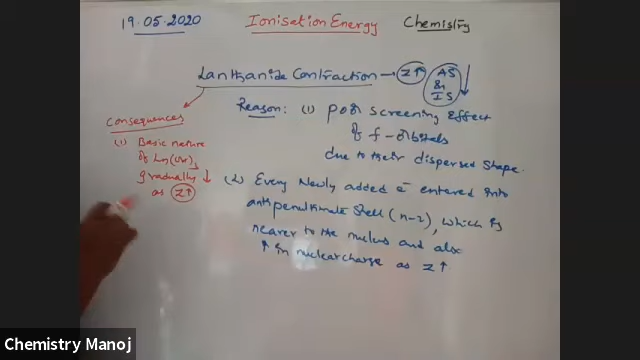 19.05.2020
Ionisation Energy
Chemistry
Lanthanide Contraction → Z↑ AS & IS ↓
Reason: (1) poor screening Effect
of f-orbitals
due to their dispersed shape.
(2) Every Newly added e⁻ entered into
antipenultimate shell (n-2), which is
nearer to the nucleus and also
↑ in nuclear charge as Z↑
Consequences
(1) Basic nature
of Ln(OH)3
gradually ↓
as Z↑
Chemistry Manoj